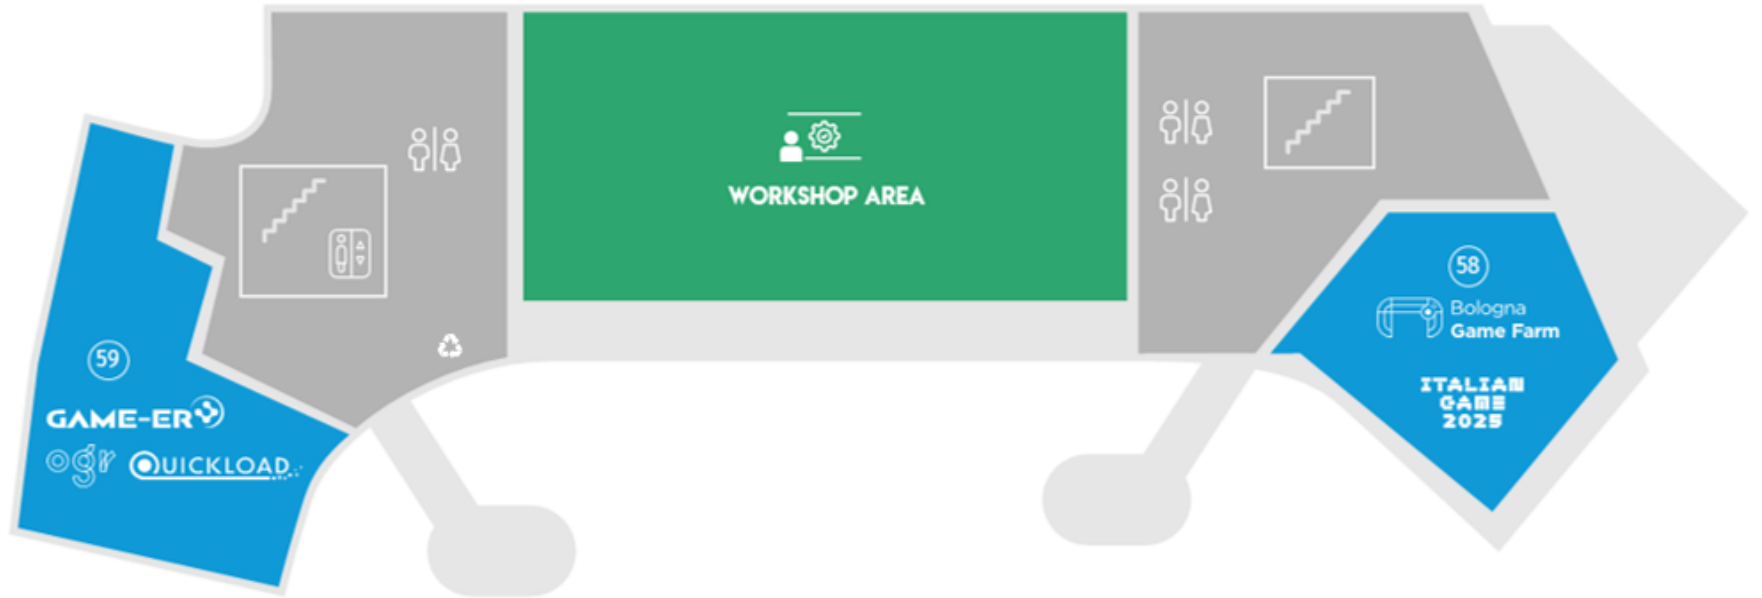 WORKSHOP AREA
59
GAME-ER
ogr QUICKLOAD
58
Bologna
Game Farm
ITALIAN
GAME
2025